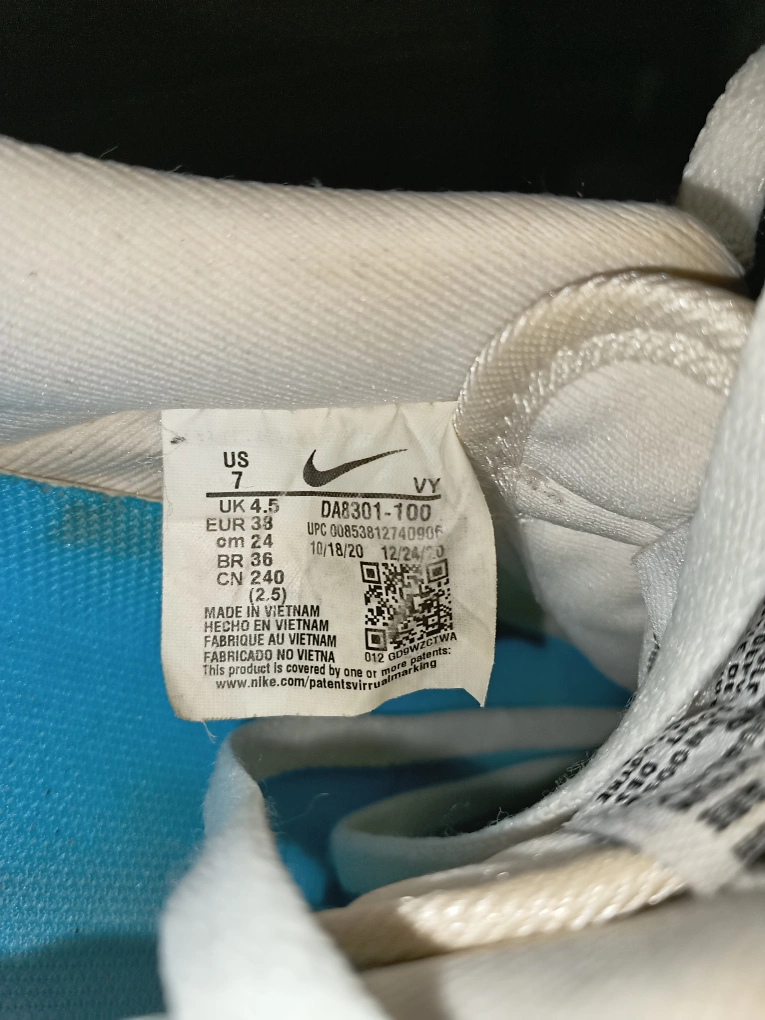 US
7
VY
UK 4.5
EUR 38
cm 24
BR 36
CN 240
(2.5)
DA8301-100
UPC 00853812740906
10/18/20 12/24/20
MADE IN VIETNAM
HECHO EN VIETNAM
FABRIQUE AU VIETNAM
FABRICADO NO VIETNA
012 GD9WZCTWA
This product is covered by one or more patents:
www.nike.com/patentsvirrualmarking